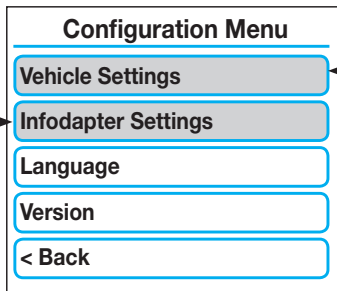 Configuration Menu
Vehicle Settings
Infodapter Settings
Language
Version
< Back